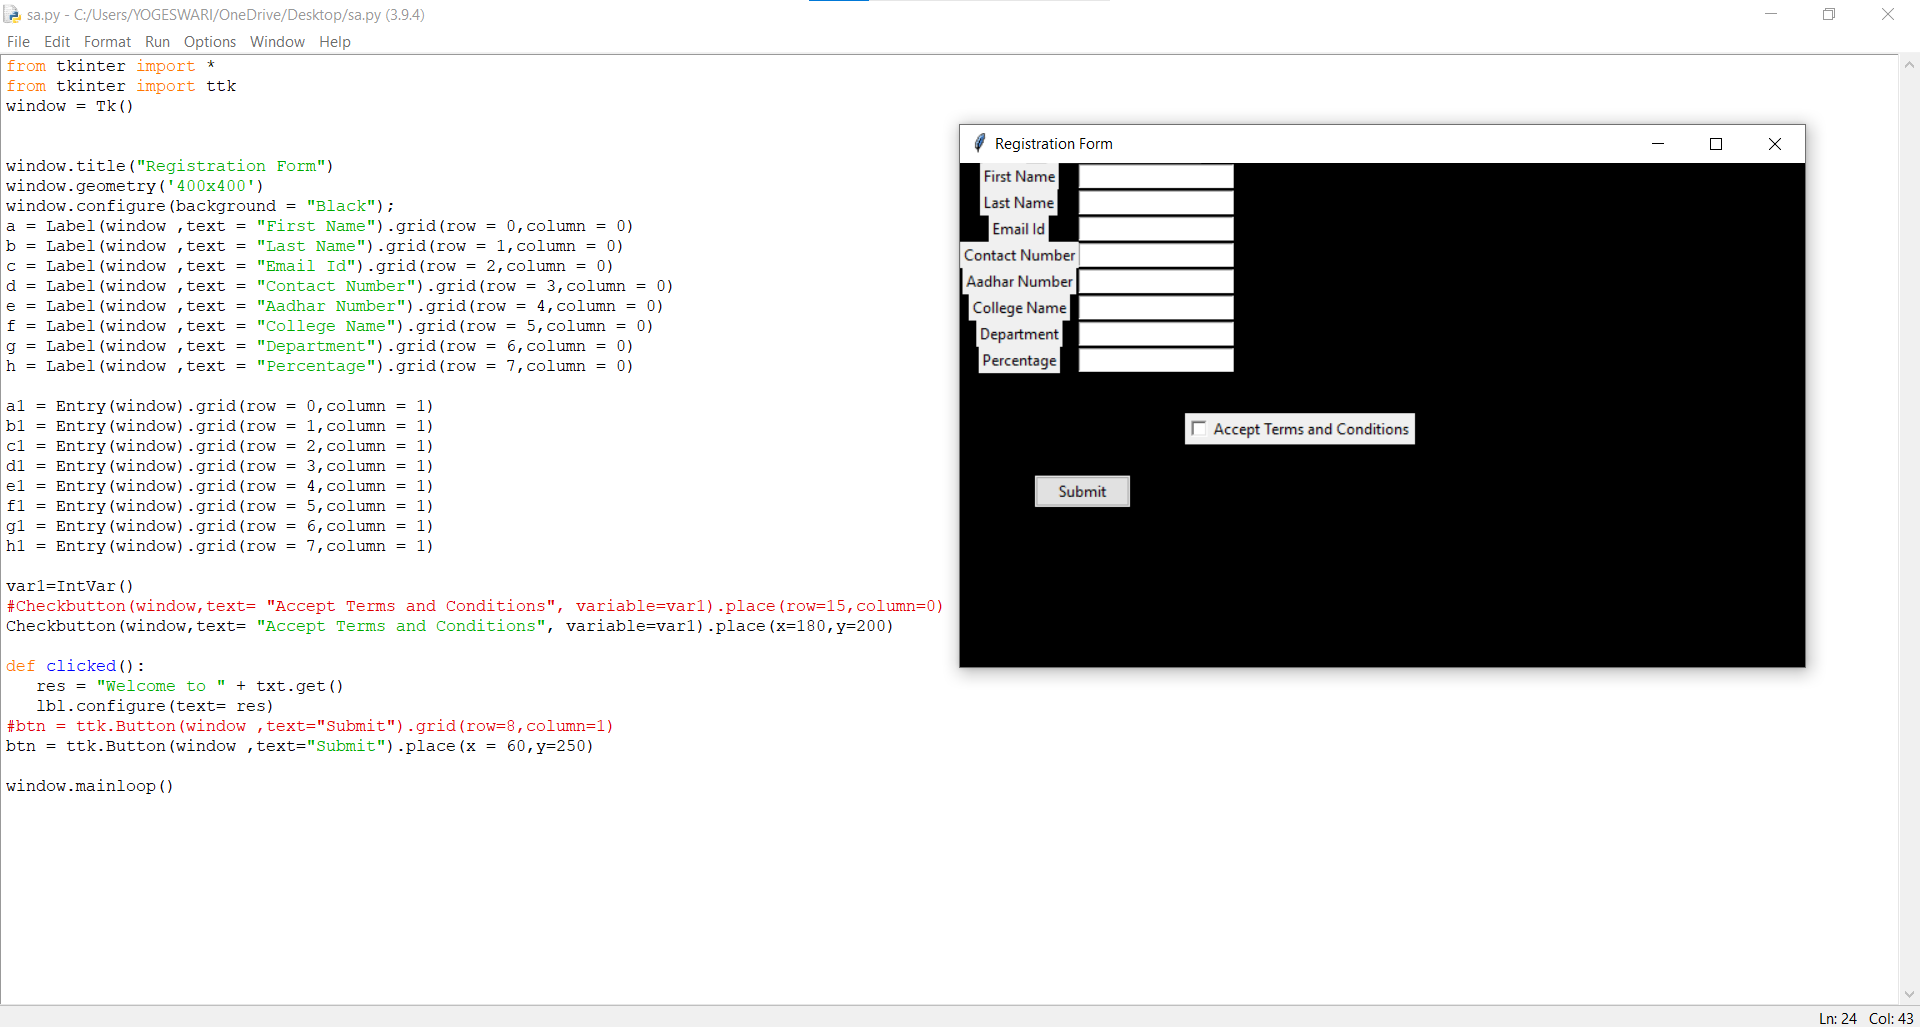 sa.py - C:/Users/YOGESWARI/OneDrive/Desktop/sa.py (3.9.4)
File Edit Format Run Options Window Help
from tkinter import *
from tkinter import ttk
window = Tk()
window.title("Registration Form")
window.geometry('400x400')
window.configure(background = "Black");
a = Label(window ,text = "First Name").grid(row = 0,column = 0)
b = Label(window ,text = "Last Name").grid(row = 1,column = 0)
c = Label(window ,text = "Email Id").grid(row = 2,column = 0)
d = Label(window ,text = "Contact Number").grid(row = 3,column = 0)
e = Label(window ,text = "Aadhar Number").grid(row = 4,column = 0)
f = Label(window ,text = "College Name").grid(row = 5,column = 0)
g = Label(window ,text = "Department").grid(row = 6,column = 0)
h = Label(window ,text = "Percentage").grid(row = 7,column = 0)
a1 = Entry(window).grid(row = 0,column = 1)
b1 = Entry(window).grid(row = 1,column = 1)
c1 = Entry(window).grid(row = 2,column = 1)
d1 = Entry(window).grid(row = 3,column = 1)
e1 = Entry(window).grid(row = 4,column = 1)
f1 = Entry(window).grid(row = 5,column = 1)
g1 = Entry(window).grid(row = 6,column = 1)
h1 = Entry(window).grid(row = 7,column = 1)
var1=IntVar()
#Checkbutton(window,text= "Accept Terms and Conditions", variable=var1).place(row=15,column=0)
Checkbutton(window,text= "Accept Terms and Conditions", variable=var1).place(x=180,y=200)
def clicked():
   res = "Welcome to " + txt.get()
   lbl.configure(text= res)
#btn = ttk.Button(window ,text="Submit").grid(row=8,column=1)
btn = ttk.Button(window ,text="Submit").place(x = 60,y=250)
window.mainloop()
Registration Form
First Name
Last Name
Email Id
Contact Number
Aadhar Number
College Name
Department
Percentage
Accept Terms and Conditions
Submit
Ln: 24 Col: 43